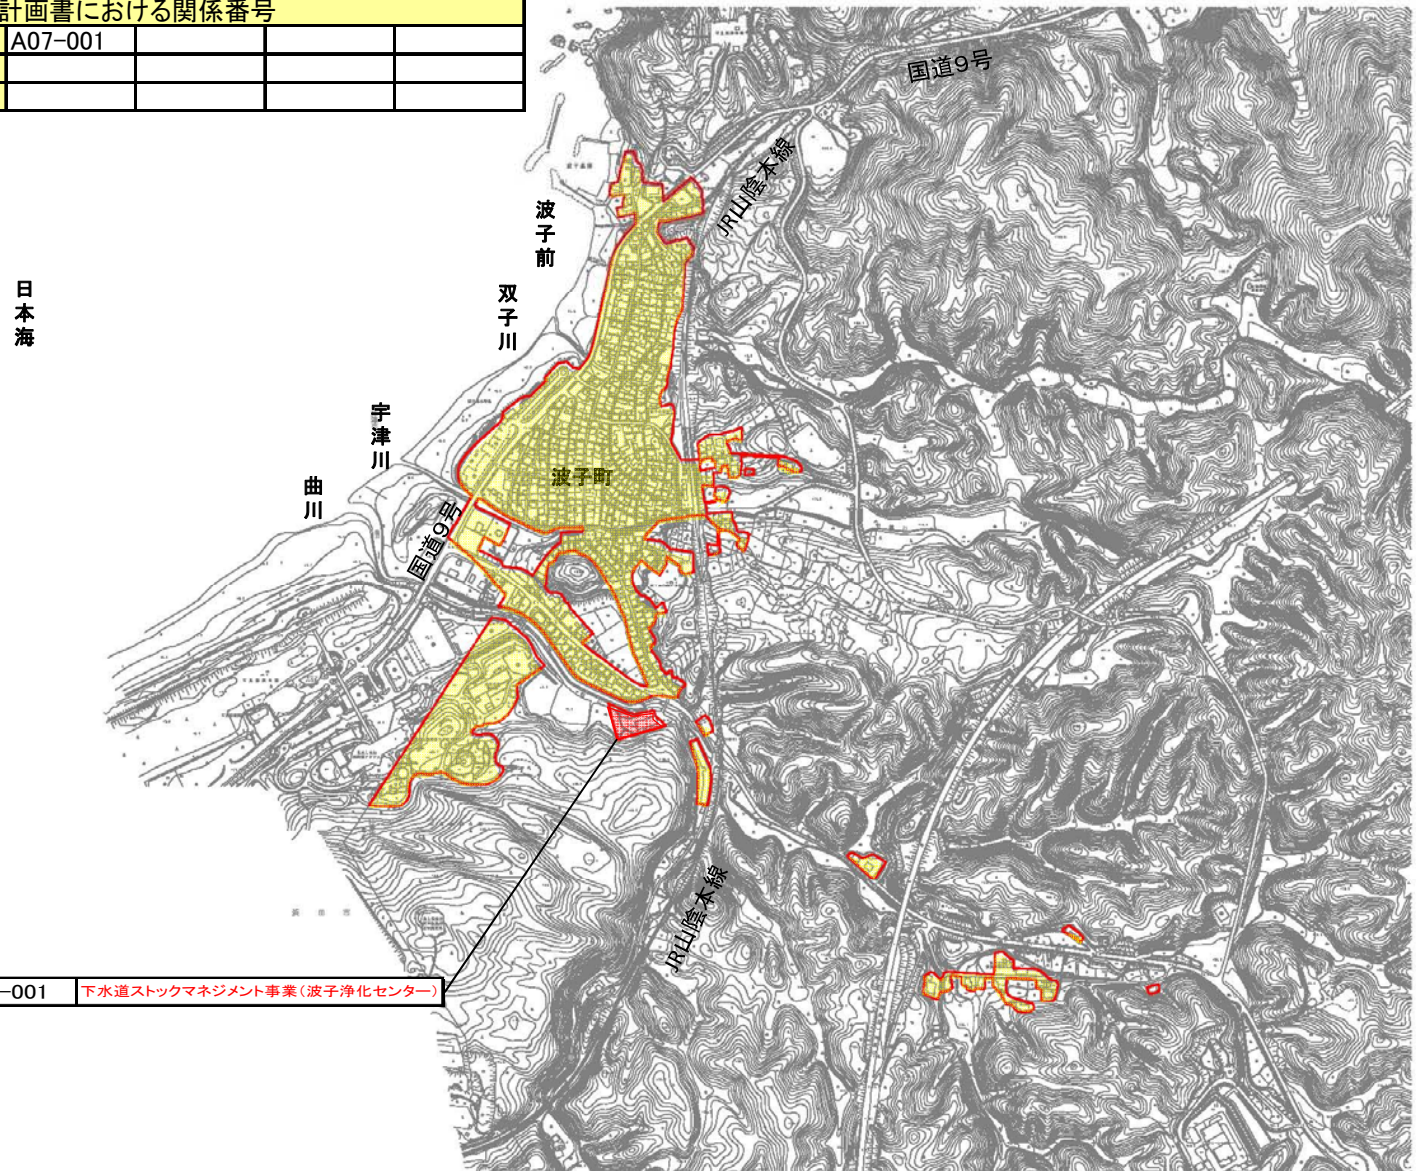 計画書における関係番号
A07-001
国道9号
JR山陰本線
波子前
双子川
日本海
宇津川
曲川
国道9号
波子町
JR山陰本線
-001 下水道ストックマネジメント事業(波子浄化センター)